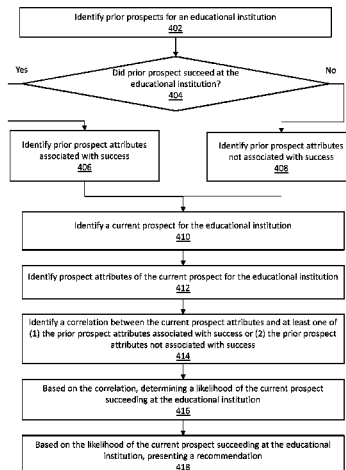 Identify prior prospects for an educational institution
402
Did prior prospect succeed at the
educational institution?
404
Yes
No
Identify prior prospect attributes
associated with success
406
Identify prior prospect attributes
not associated with success
408
Identify a current prospect for the educational institution
410
Identify prospect attributes of the current prospect for the educational institution
412
Identify a correlation between the current prospect attributes and at least one of
(1) the prior prospect attributes associated with success or (2) the prior prospect
attributes not associated with success
414
Based on the correlation, determining a likelihood of the current prospect
succeeding at the educational institution
416
Based on the likelihood of the current prospect succeeding at the educational
institution, presenting a recommendation
418